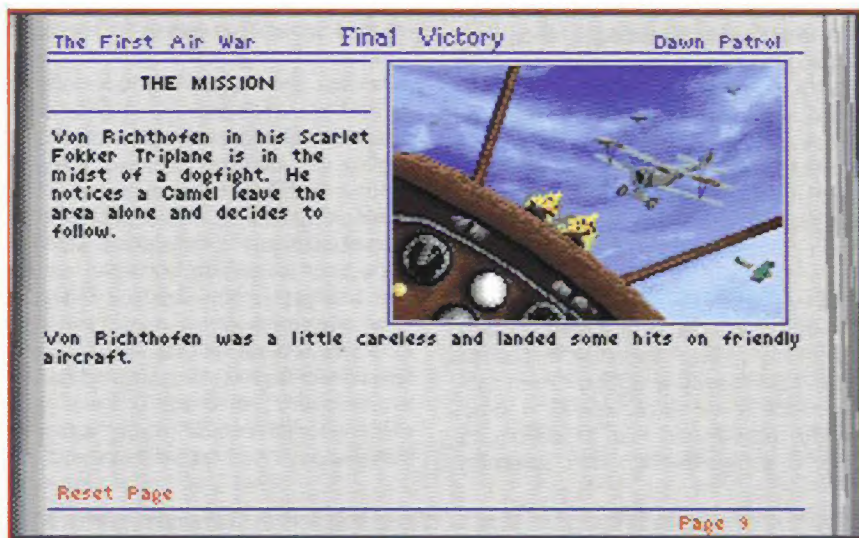 The First Air War
Final Victory
Dawn Patrol
THE MISSION
Von Richthofen in his Scarlet
Fokker Triplane is in the
midst of a dogfight. He
notices a Camel leave the
area alone and decides to
follow.
Von Richthofen was a little careless and landed some hits on friendly
aircraft.
Reset Page
Page 9